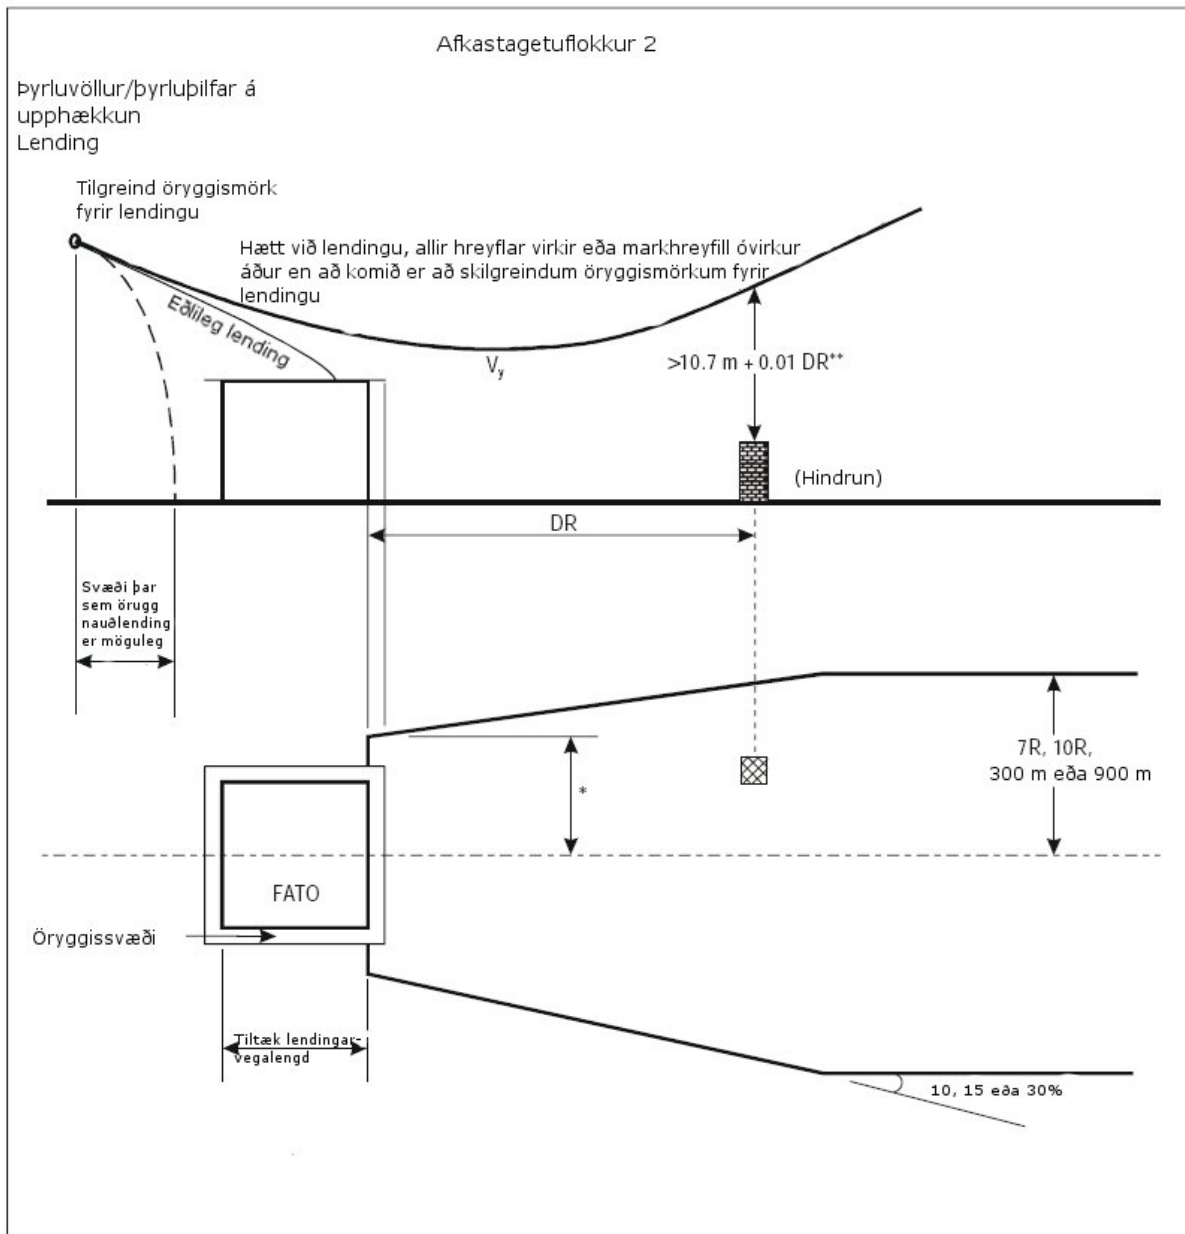 Afkastagetuflokkur 2
Þyrluvöllur/þyrluþilfar á
upphækkun
Lending
Tilgreind öryggismörk
fyrir lendingu
Hætt við lendingu, allir hreyflar virkir eða markhreyfill óvirkur
áður en að komið er að skilgreindum öryggismörkum fyrir
lendingu
Eðlileg lending
Vy
>10.7 m + 0.01 DR**
(Hindrun)
DR
Svæði þar
sem örugg
nauðlending
er möguleg
7R, 10R,
300 m eða 900 m
*
FATO
Öryggissvæði
Tiltæk lendingar-
vegalengd
10, 15 eða 30%